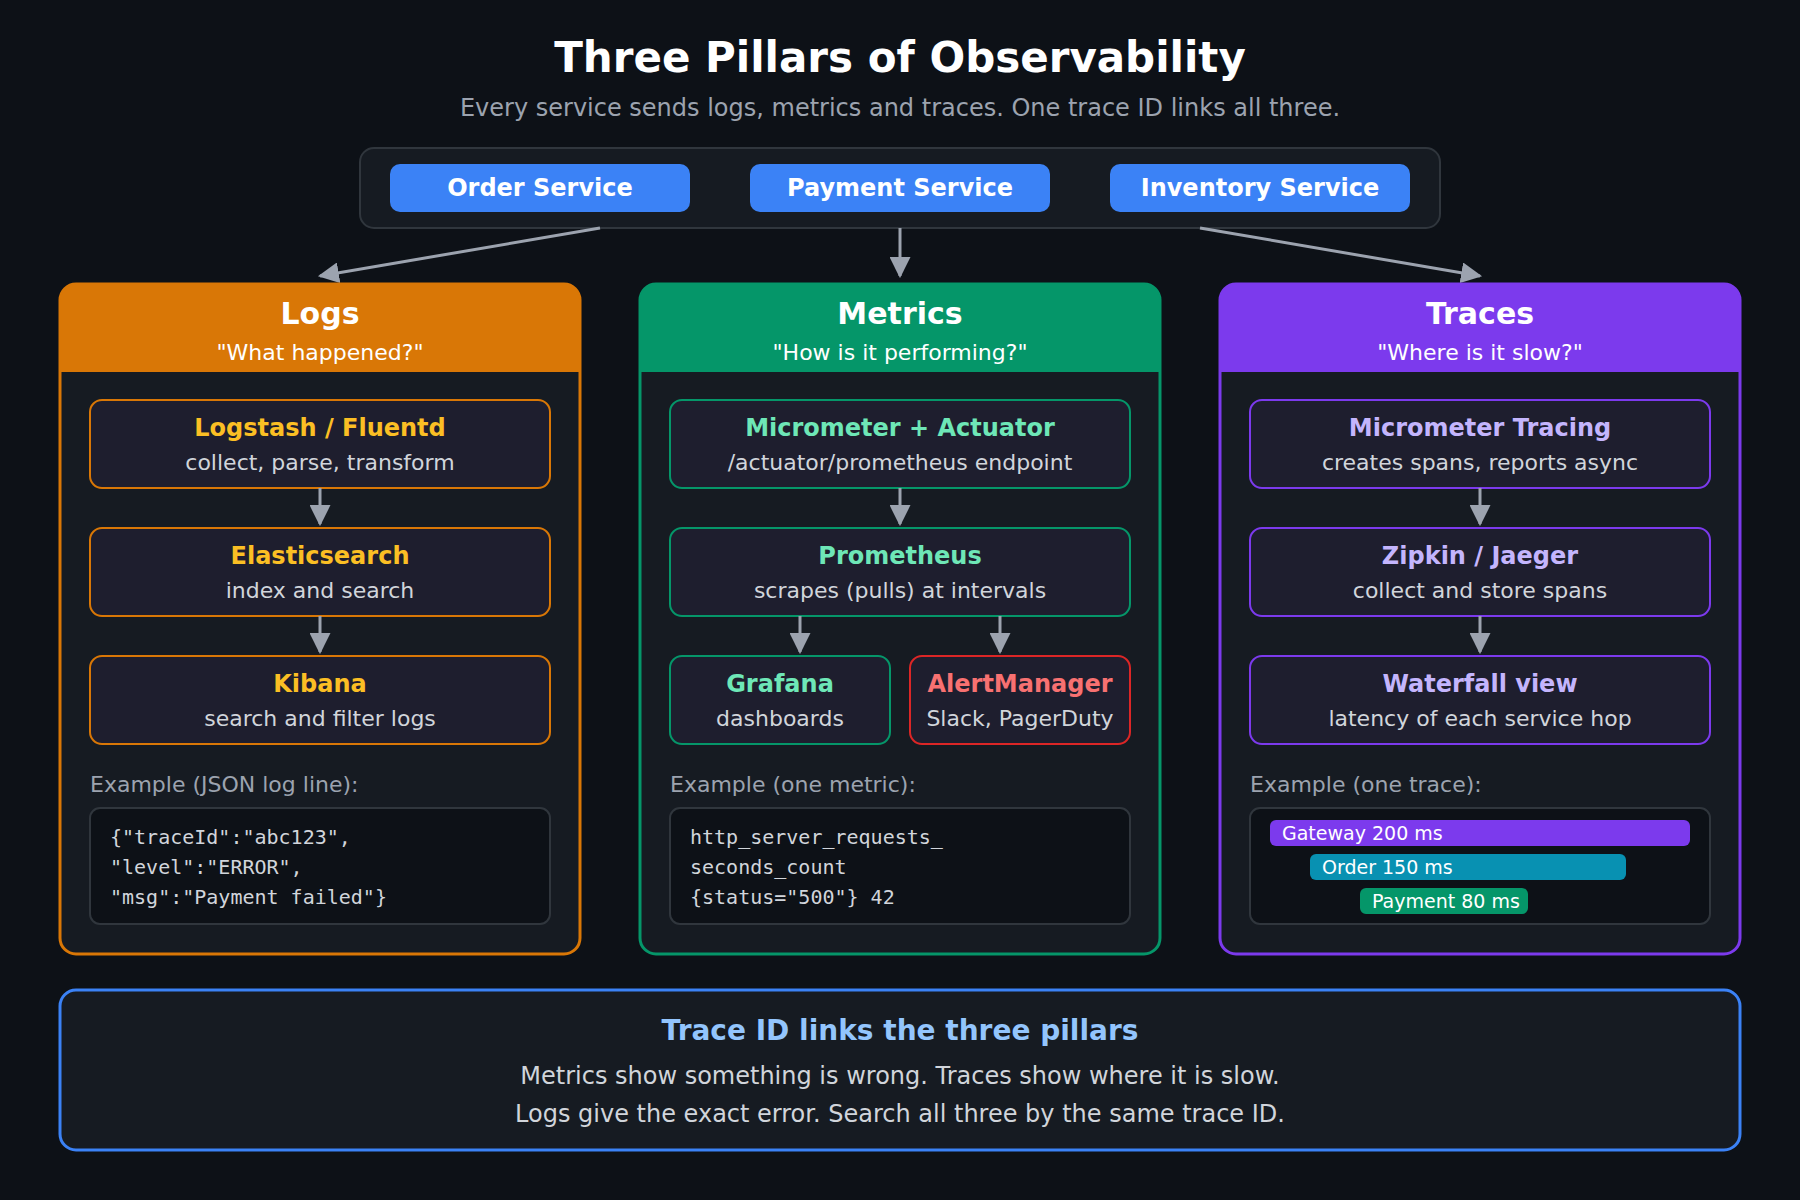 Three Pillars of Observability
Every service sends logs, metrics and traces. One trace ID links all three.
Order Service
Payment Service
Inventory Service
Logs
"What happened?"
Logstash / Fluentd
collect, parse, transform
Elasticsearch
index and search
Kibana
search and filter logs
Example (JSON log line):
{"traceId":"abc123",
"level":"ERROR",
"msg":"Payment failed"}
Metrics
"How is it performing?"
Micrometer + Actuator
/actuator/prometheus endpoint
Prometheus
scrapes (pulls) at intervals
Grafana
dashboards
AlertManager
Slack, PagerDuty
Example (one metric):
http_server_requests_
seconds_count
{status="500"} 42
Traces
"Where is it slow?"
Micrometer Tracing
creates spans, reports async
Zipkin / Jaeger
collect and store spans
Waterfall view
latency of each service hop
Example (one trace):
Gateway 200 ms
Order 150 ms
Payment 80 ms
Trace ID links the three pillars
Metrics show something is wrong. Traces show where it is slow.
Logs give the exact error. Search all three by the same trace ID.